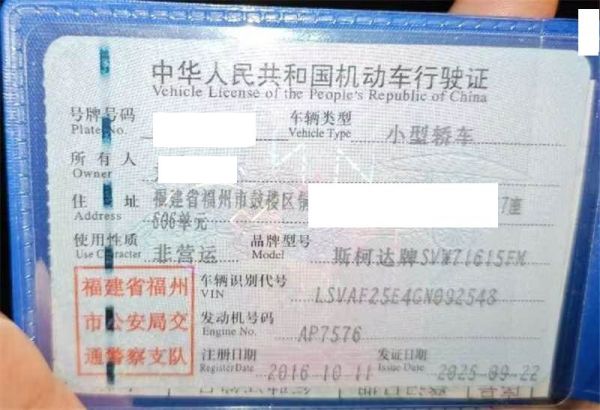 中华人民共和国机动车行驶证
Vehicle License of the People's Republic of China
号牌号码
Plate No.
车辆类型 小型轿车
Vehicle Type
所有人
Owner
住址 福建省福州市鼓楼区 7座
Address 606单元
使用性质 非营运 品牌型号 斯柯达牌SVW71615EM
Use Character Model
福建省福州
市公安局交
通警察支队
车辆识别代号 LSVAF25E4GN092548
VIN
发动机号码 AP7576
Engine No.
注册日期 2016-10-11 发证日期 2025-09-22
Register Date Issue Date